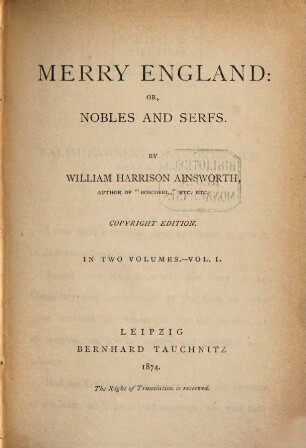 MERRY ENGLAND:
OR,
NOBLES AND SERFS.
BY
WILLIAM HARRISON AINSWORTH,
AUTHOR OF "BOSCOBEL," ETC. ETC.
COPYRIGHT EDITION.
IN TWO VOLUMES.—VOL. I.
LEIPZIG
BERNHARD TAUCHNITZ
1874.
The Right of Translation is reserved.